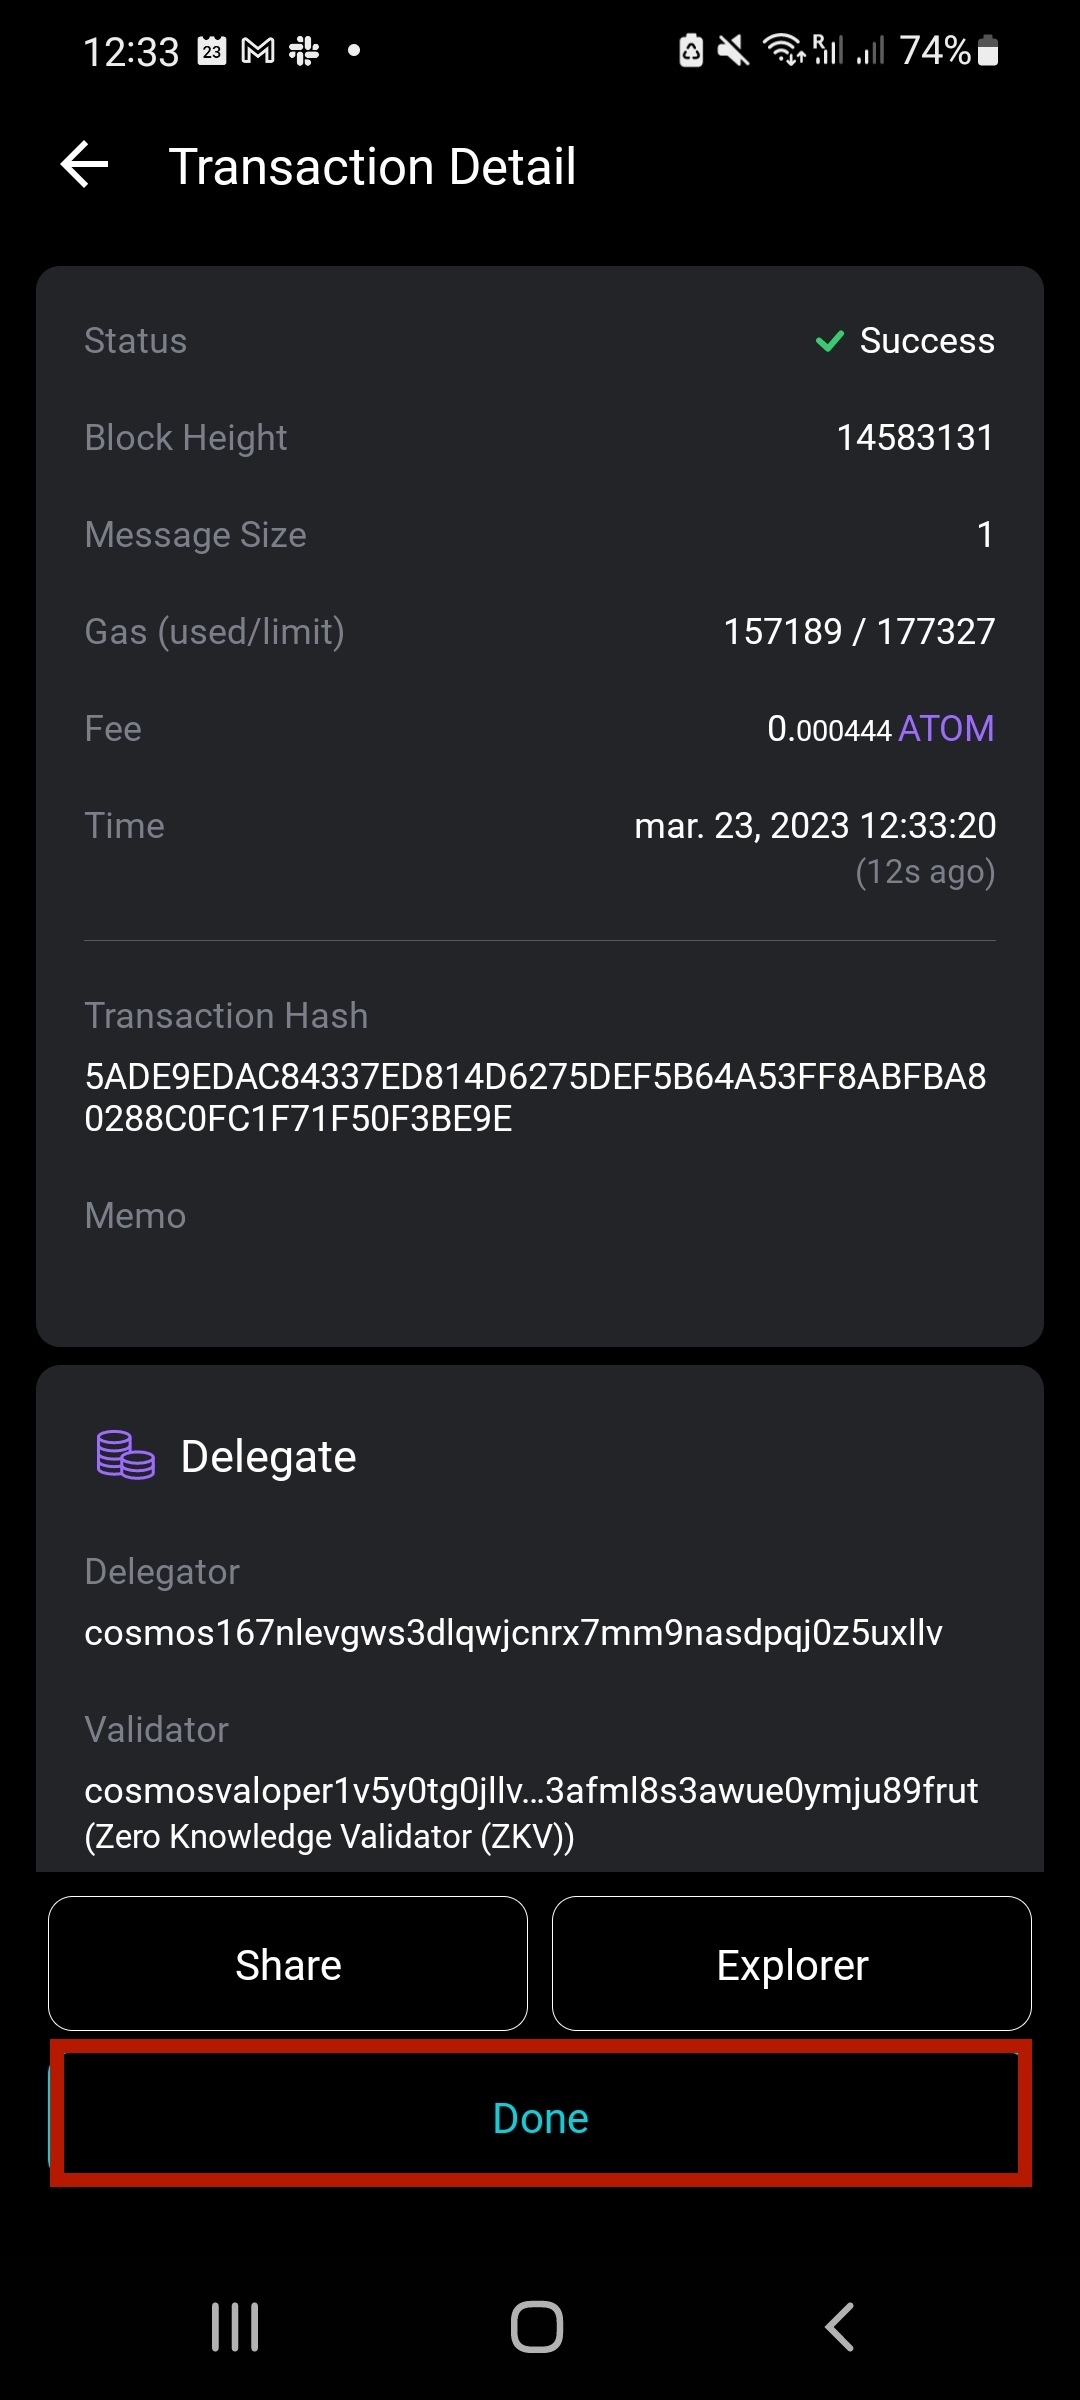 12:33 23 R 74%
Transaction Detail
Status Success
Block Height 14583131
Message Size 1
Gas (used/limit) 157189 / 177327
Fee 0.000444 ATOM
Time mar. 23, 2023 12:33:20
(12s ago)
Transaction Hash
5ADE9EDAC84337ED814D6275DEF5B64A53FF8ABFBA8
0288C0FC1F71F50F3BE9E
Memo
Delegate
Delegator
cosmos167nlevgws3dlqwjcnrx7mm9nasdpqj0z5uxllv
Validator
cosmosvaloper1v5y0tg0jllv...3afml8s3awue0ymju89frut
(Zero Knowledge Validator (ZKV))
Share Explorer
Done